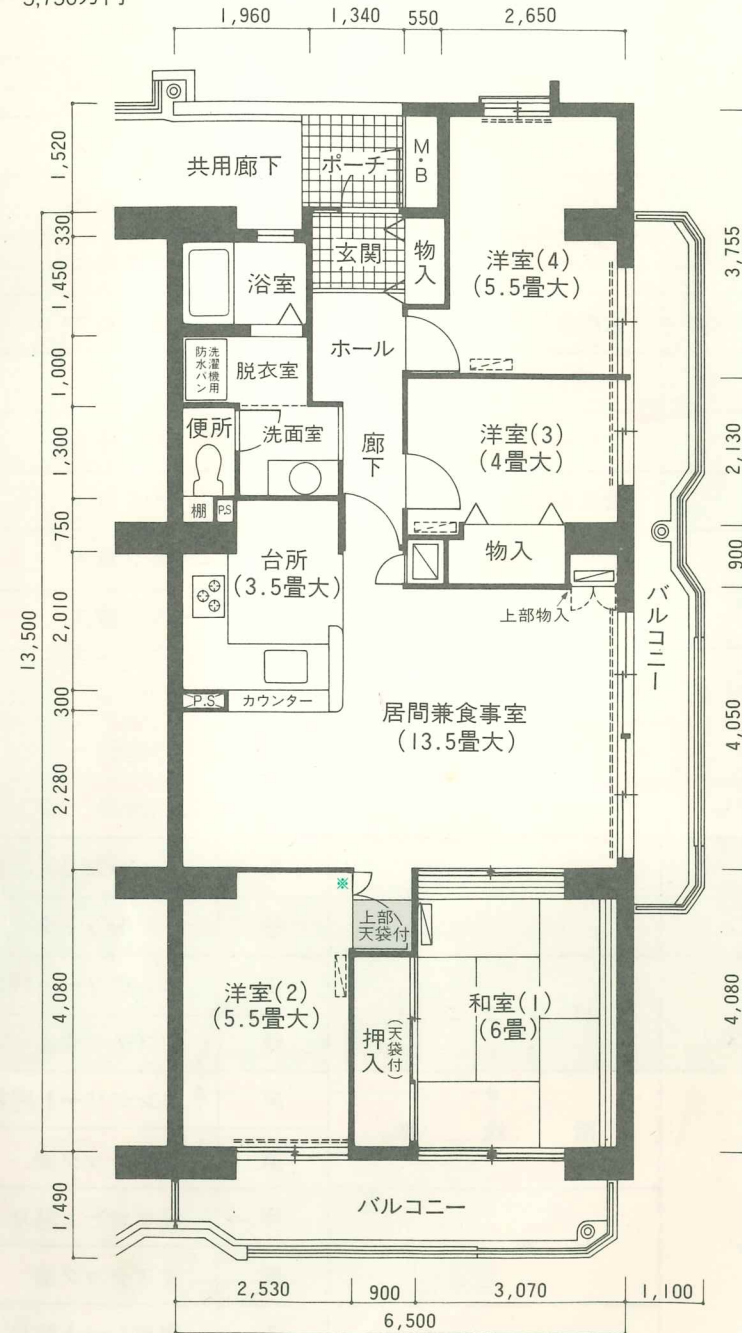 1,960
1,340
550
2,650
1,520
330
1,450
1,000
1,300
750
2,010
300
2,280
13,500
4,080
1,490
共用廊下
ポーチ
M・B
玄関
物入
洋室(4)
(5.5畳大)
3,755
浴室
ホール
洗濯機用
防水パン
脱衣室
便所
洗面室
廊下
洋室(3)
(4畳大)
2,130
棚
P.S
台所
(3.5畳大)
物入
900
上部物入
バルコニー
P.S
カウンター
居間兼食事室
(13.5畳大)
4,050
※
上部
天袋付
洋室(2)
(5.5畳大)
押入
(天袋付)
和室(1)
(6畳)
4,080
バルコニー
2,530
900
3,070
1,100
6,500